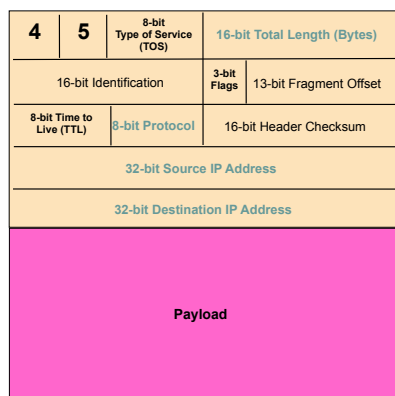 4 5 8-bit
Type of Service
(TOS) 16-bit Total Length (Bytes)
16-bit Identification 3-bit
Flags 13-bit Fragment Offset
8-bit Time to
Live (TTL) 8-bit Protocol 16-bit Header Checksum
32-bit Source IP Address
32-bit Destination IP Address
Payload